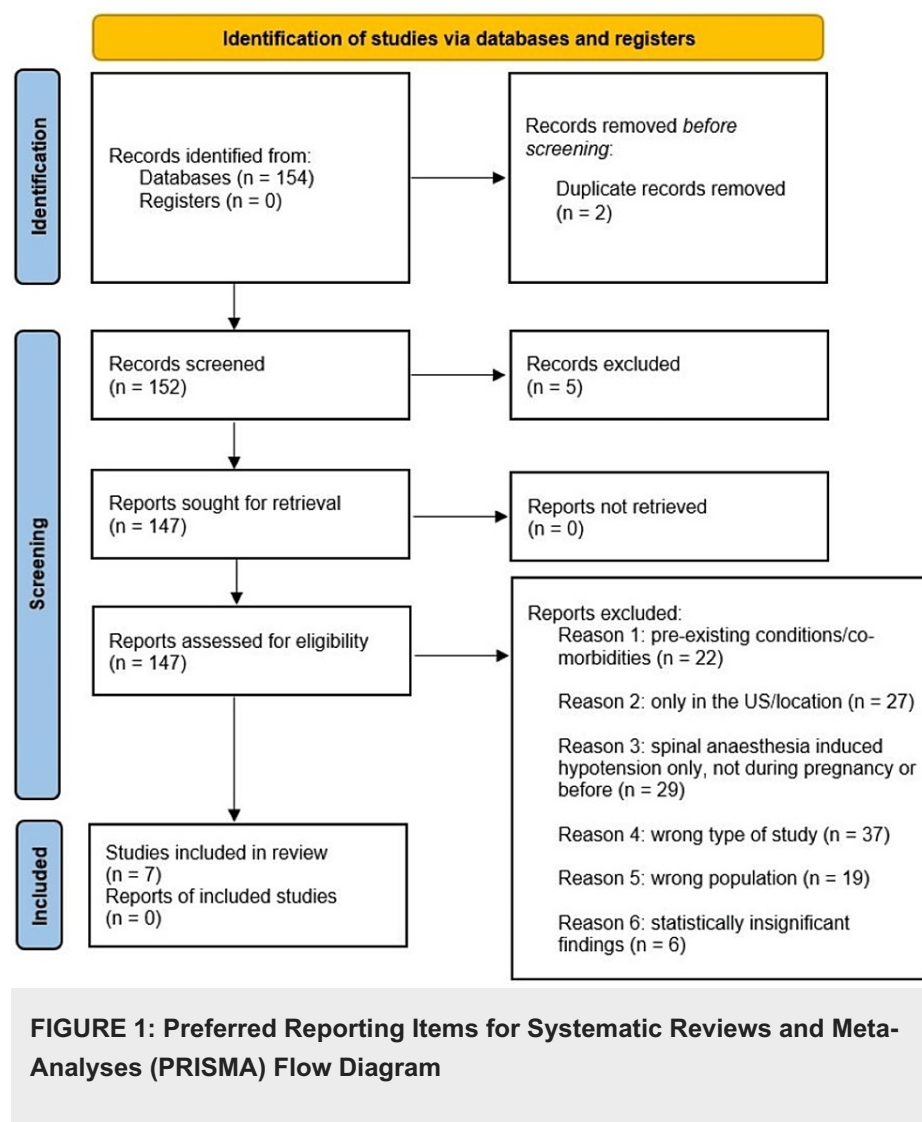 Identification of studies via databases and registers
Identification
Records identified from:
Databases (n = 154)
Registers (n = 0)
Records removed before
screening:
Duplicate records removed
(n = 2)
Screening
Records screened
(n = 152)
Records excluded
(n = 5)
Reports sought for retrieval
(n = 147)
Reports not retrieved
(n = 0)
Reports assessed for eligibility
(n = 147)
Reports excluded:
Reason 1: pre-existing conditions/co-
morbidities (n = 22)
Reason 2: only in the US/location (n = 27)
Reason 3: spinal anaesthesia induced
hypotension only, not during pregnancy or
before (n = 29)
Reason 4: wrong type of study (n = 37)
Reason 5: wrong population (n = 19)
Reason 6: statistically insignificant
findings (n = 6)
Included
Studies included in review
(n = 7)
Reports of included studies
(n = 0)
FIGURE 1: Preferred Reporting Items for Systematic Reviews and Meta-
Analyses (PRISMA) Flow Diagram